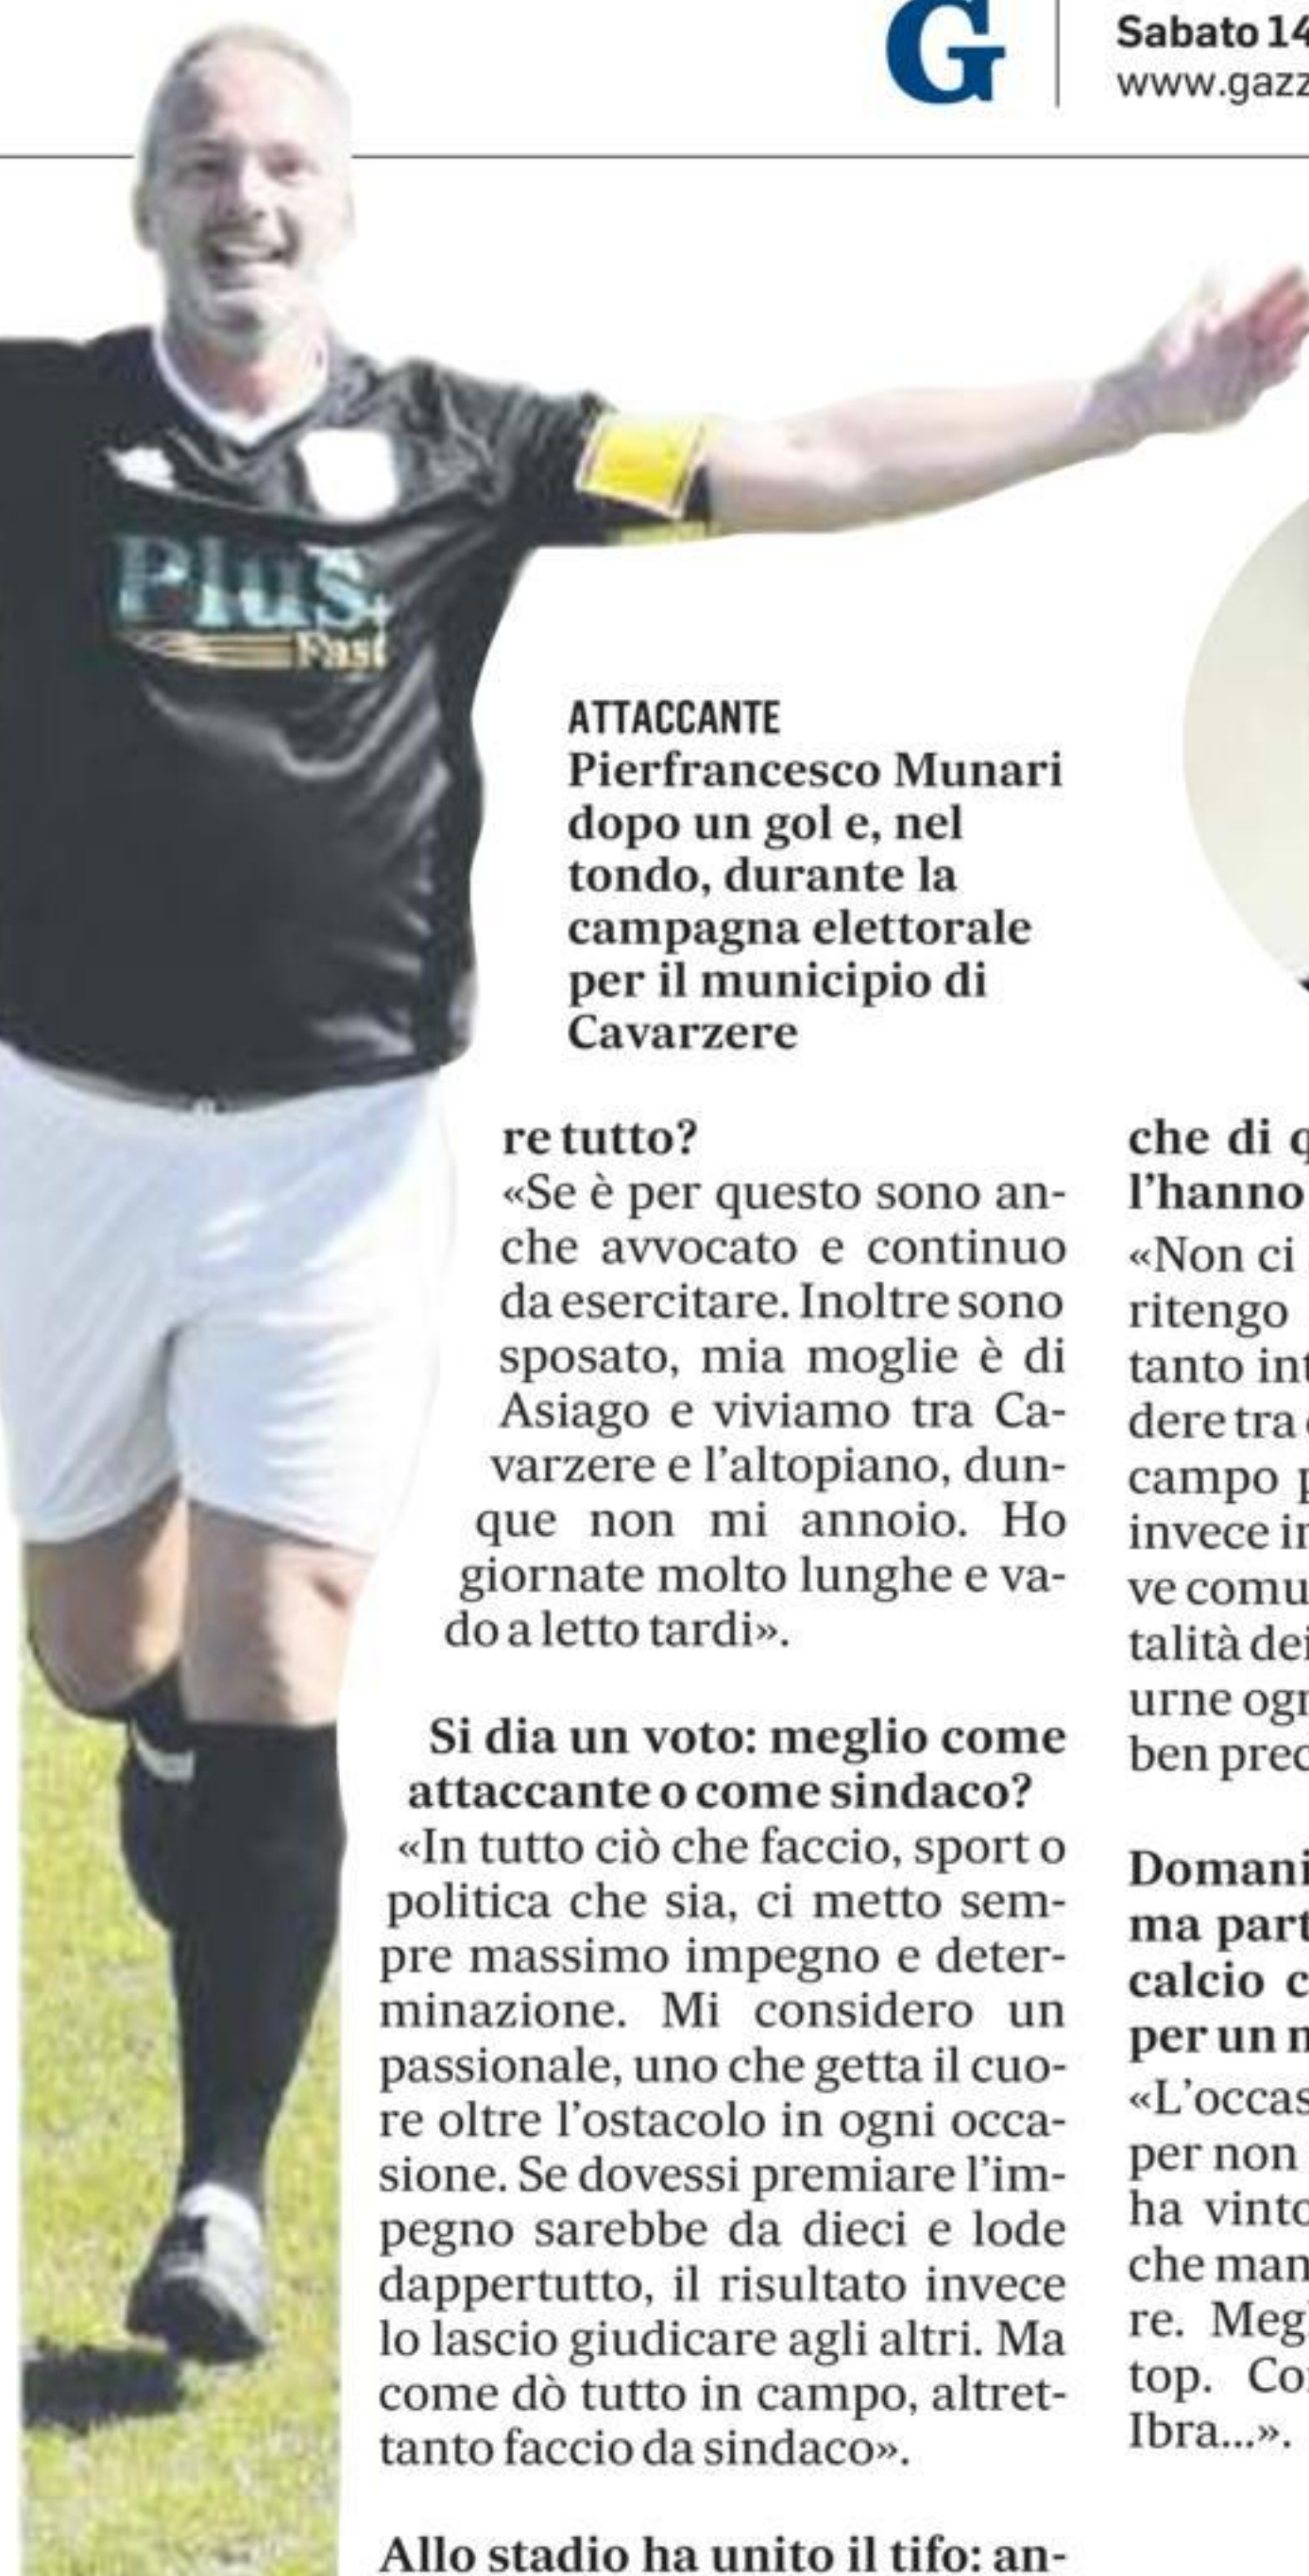 G
Sabato 14
www.gazz
Plus
Fast
ATTACCANTE
Pierfrancesco Munari
dopo un gol e, nel
tondo, durante la
campagna elettorale
per il municipio di
Cavarzere
re tutto?
«Se è per questo sono an-
che avvocato e continuo
da esercitare. Inoltre sono
sposato, mia moglie è di
Asiago e viviamo tra Ca-
varzere e l'altopiano, dun-
que non mi annoio. Ho
giornate molto lunghe e va-
do a letto tardi».
Si dia un voto: meglio come
attaccante o come sindaco?
«In tutto ciò che faccio, sport o
politica che sia, ci metto sem-
pre massimo impegno e deter-
minazione. Mi considero un
passionale, uno che getta il cuo-
re oltre l'ostacolo in ogni occa-
sione. Se dovessi premiare l'im-
pegno sarebbe da dieci e lode
dappertutto, il risultato invece
lo lascio giudicare agli altri. Ma
come dò tutto in campo, altret-
tanto faccio da sindaco».
Allo stadio ha unito il tifo: an-
che di q
l'hanno
«Non ci
ritengo
tanto int
dere tra
campo p
invece in
ve comu
talità dei
urne ogn
ben prec
Domani
ma part
calcio c
per un n
«L'occas
per non
ha vinto
che man
re. Megl
top. Co
Ibra...».